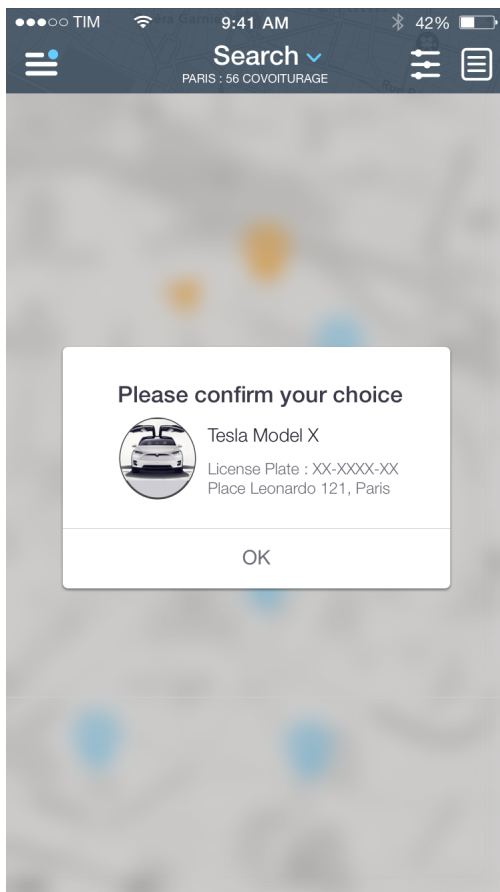 TIM
9:41 AM
42%
Search
PARIS : 56 COVOITURAGE
Please confirm your choice
Tesla Model X
License Plate : XX-XXXX-XX
Place Leonardo 121, Paris
OK